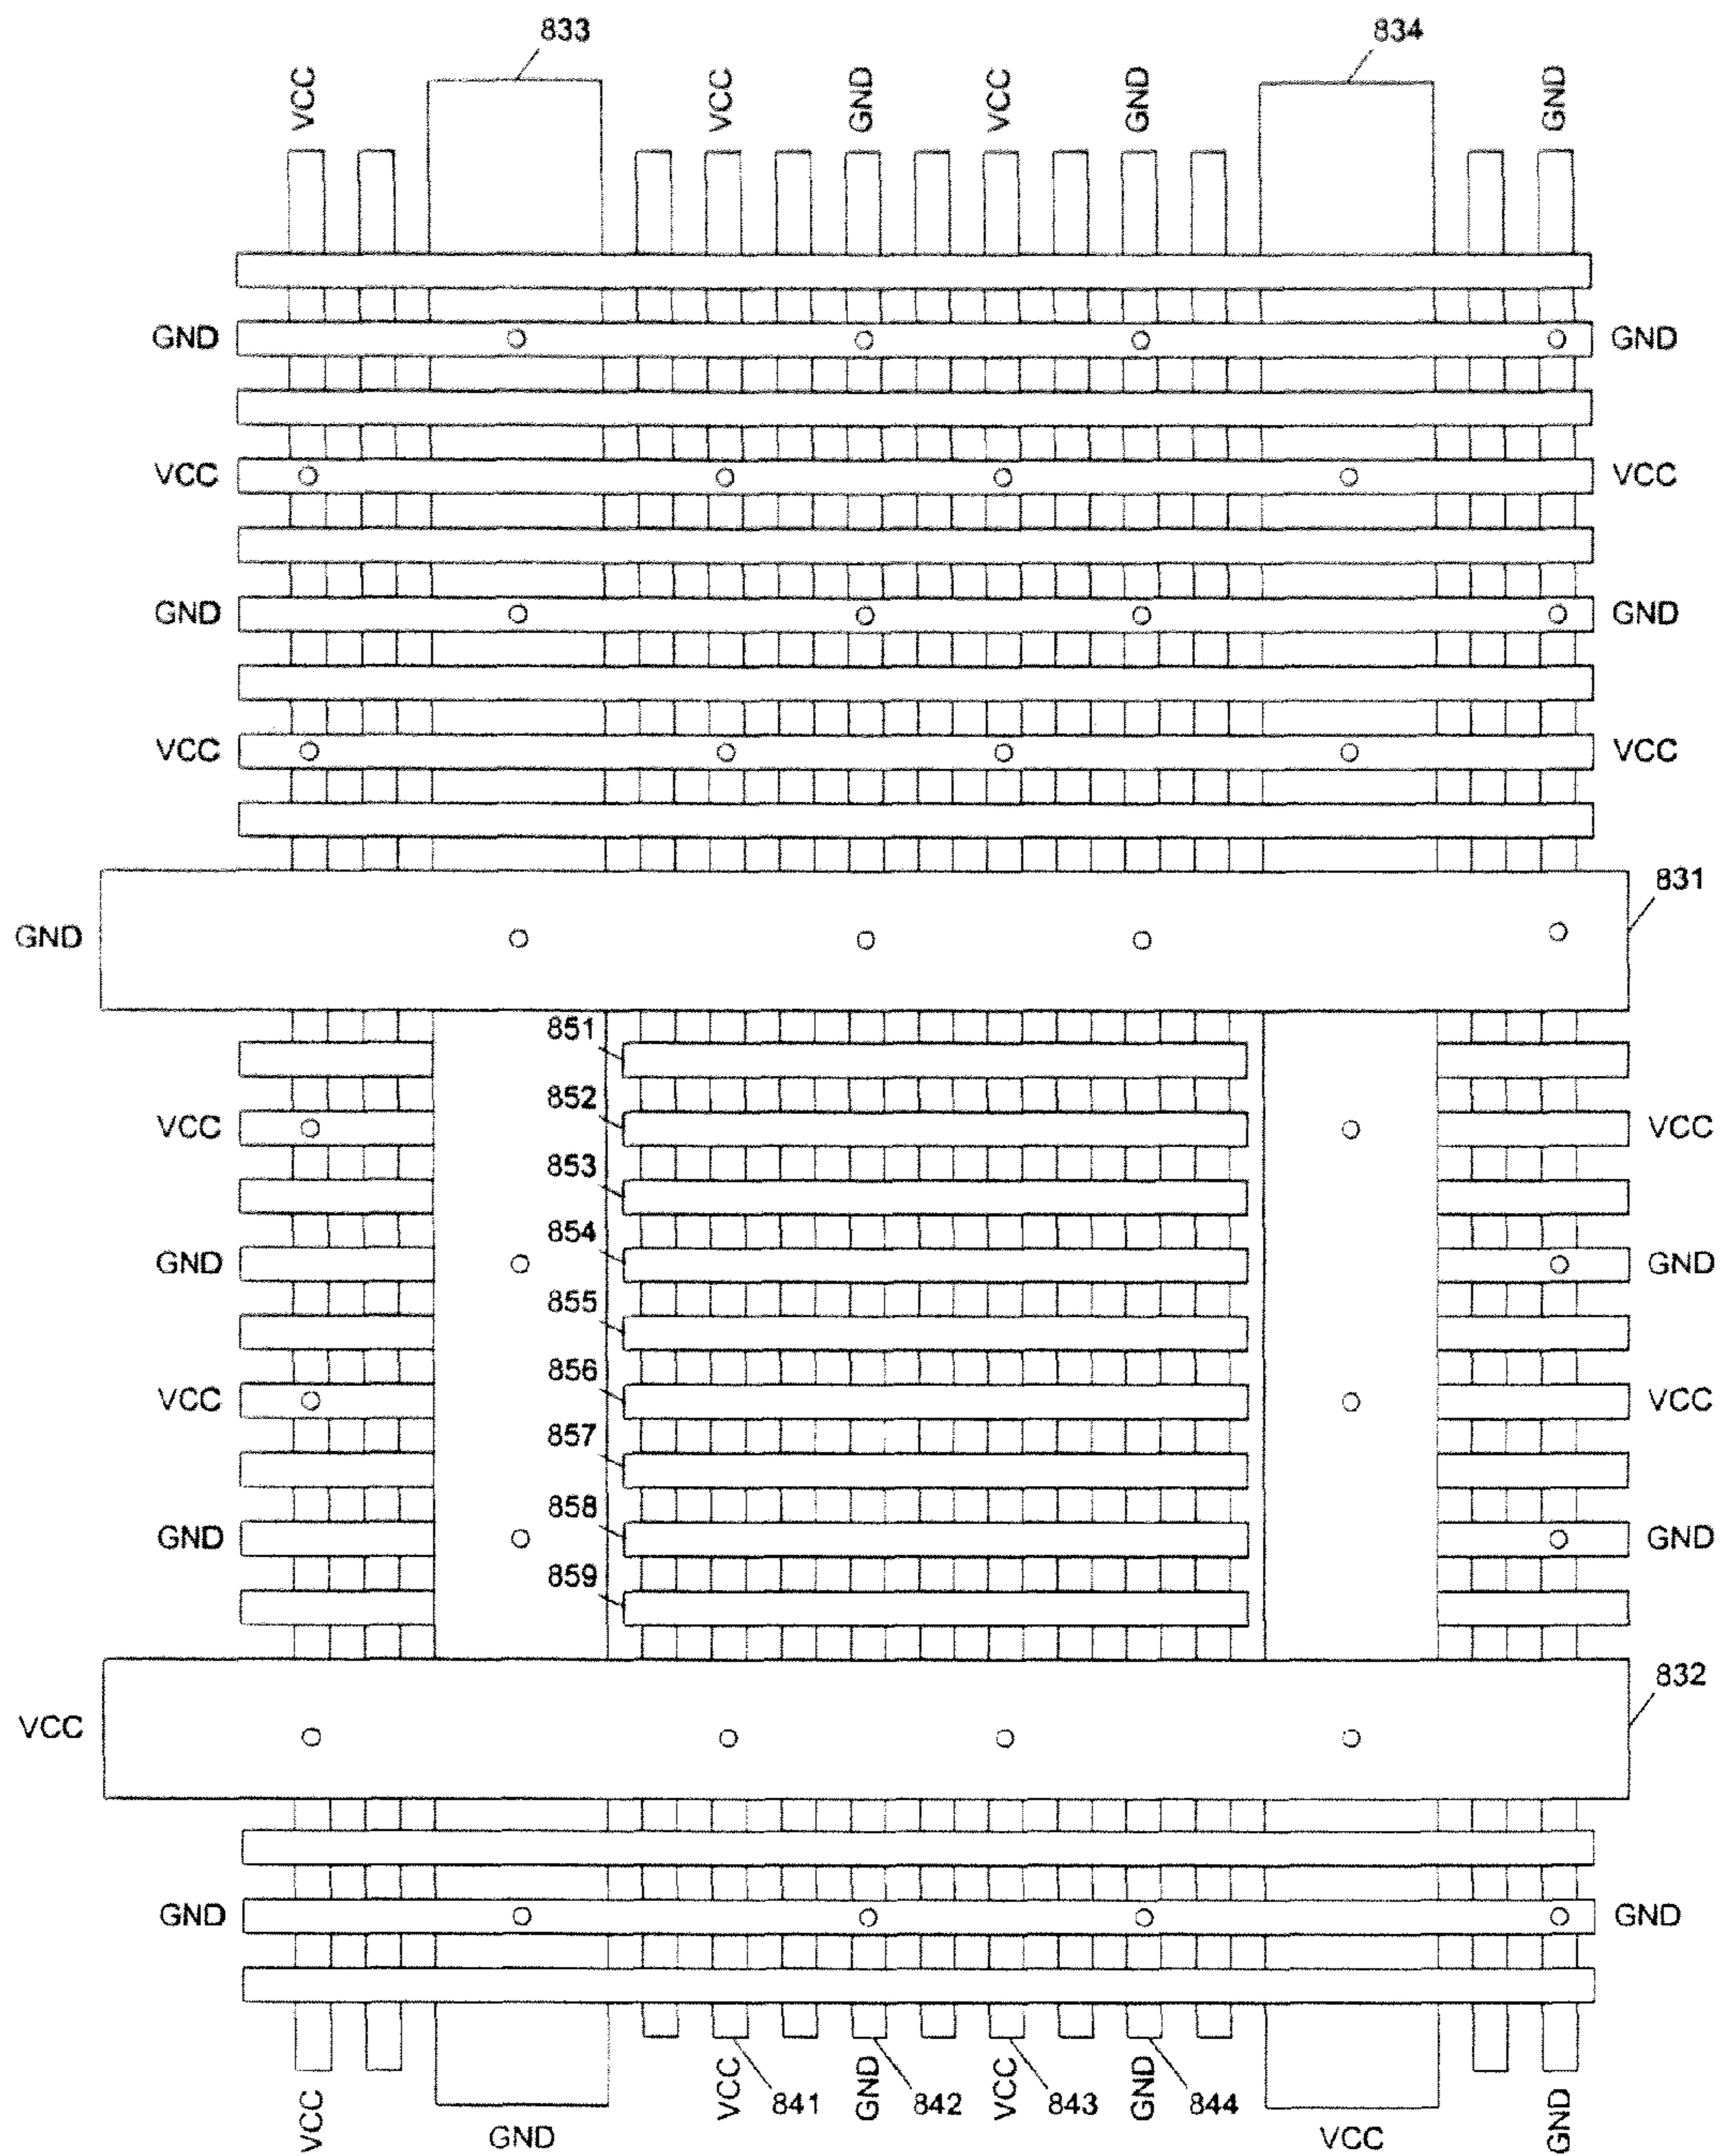 833
834
VCC
VCC
GND
VCC
GND
GND
GND
GND
VCC
VCC
GND
GND
VCC
VCC
831
GND
851
852
VCC
VCC
853
854
GND
GND
855
856
VCC
VCC
857
858
GND
GND
859
832
VCC
GND
GND
VCC
GND
VCC
841
GND
842
VCC
843
GND
844
VCC
GND